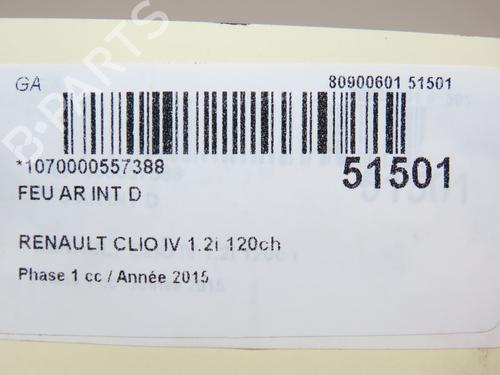 GA
80900601 51501
*1070000557388
51501
FEU AR INT D
RENAULT CLIO IV 1.2i 120ch
Phase 1 cc / Année 2015
B-PARTS